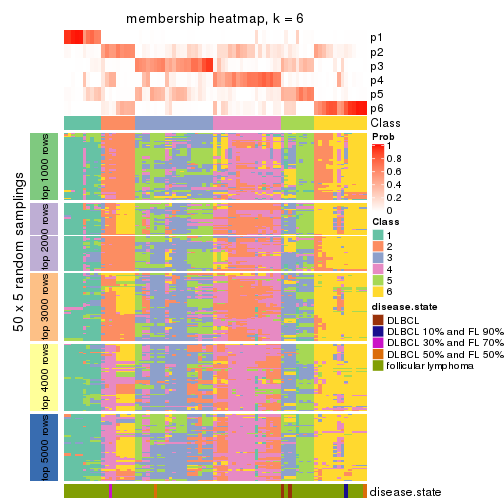 membership heatmap, k = 6
p1
p2
p3
p4
p5
p6
Class
Prob
1
0.8
0.6
0.4
0.2
0
Class
1
2
3
4
5
6
disease.state
DLBCL
DLBCL 10% and FL 90%
DLBCL 30% and FL 70%
DLBCL 50% and FL 50%
follicular lymphoma
50 x 5 random samplings
top 1000 rows
top 2000 rows
top 3000 rows
top 4000 rows
top 5000 rows
disease.state